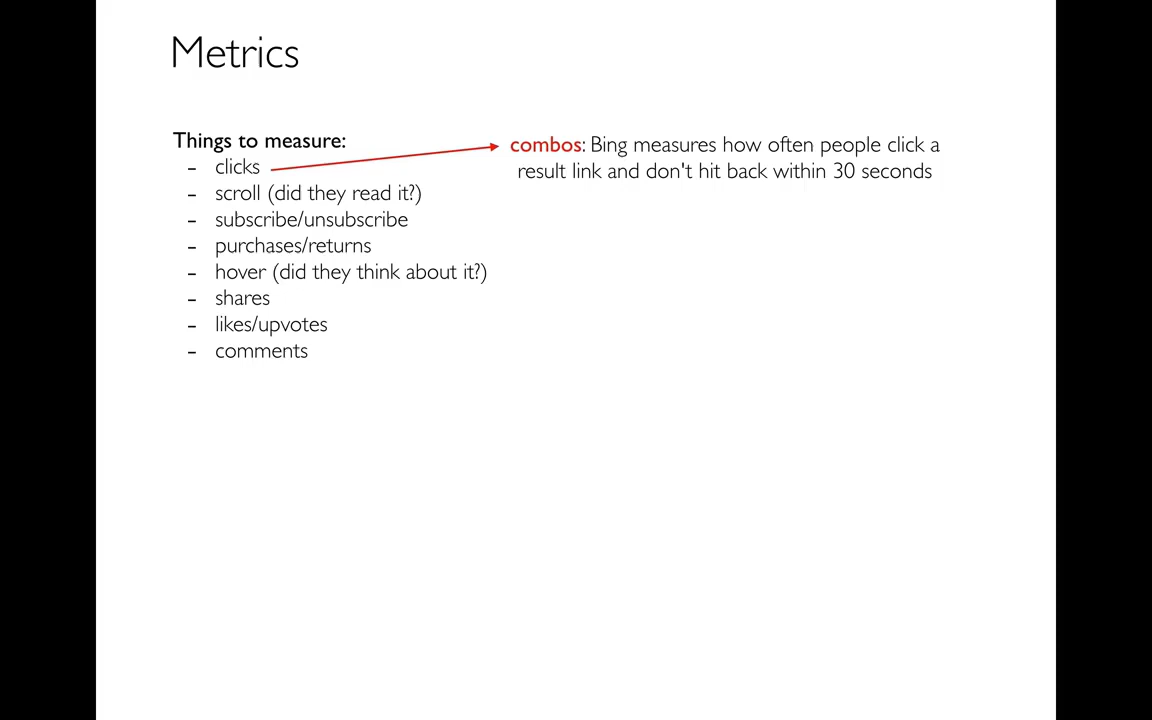 Metrics
Things to measure:
- clicks
- scroll (did they read it?)
- subscribe/unsubscribe
- purchases/returns
- hover (did they think about it?)
- shares
- likes/upvotes
- comments
combos: Bing measures how often people click a
result link and don't hit back within 30 seconds